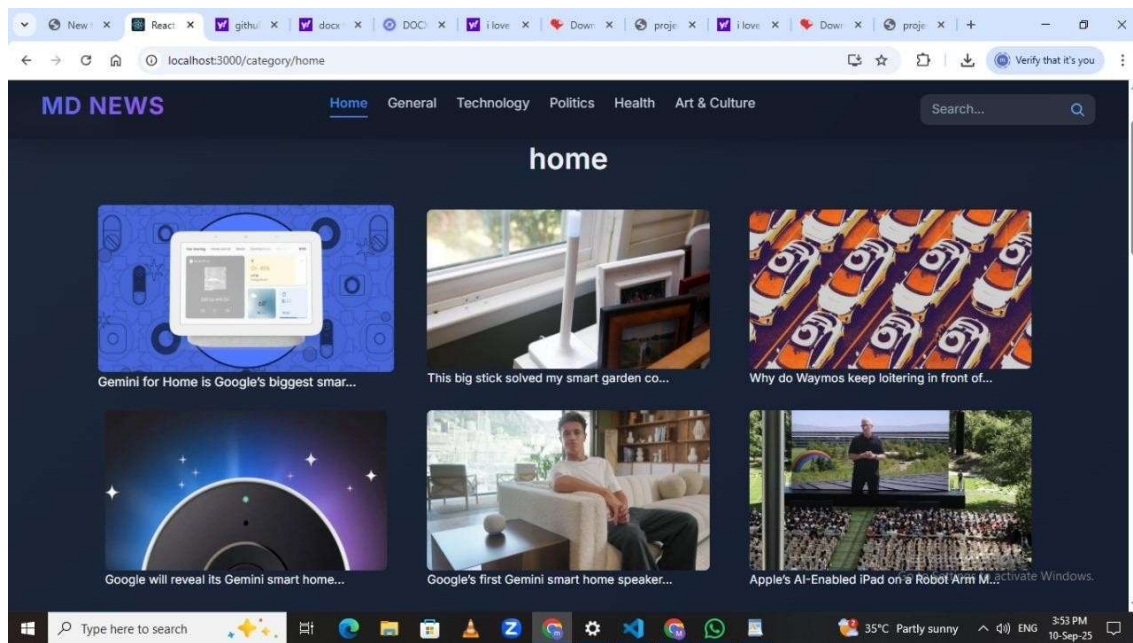 New t
React
githul
docx
DOC)
i love
Down
proje
i love
Down
proje
localhost:3000/category/home
Verify that it's you
MD NEWS
Home General Technology Politics Health Art & Culture
Search...
home
Gemini for Home is Google's biggest smar...
This big stick solved my smart garden co...
Why do Waymos keep loitering in front of...
Google will reveal its Gemini smart home...
Google's first Gemini smart home speaker...
Apple's AI-Enabled iPad on a Robot Arm M...
activate Windows.
Type here to search
35°C Partly sunny
ENG
3:53 PM
10-Sep-25